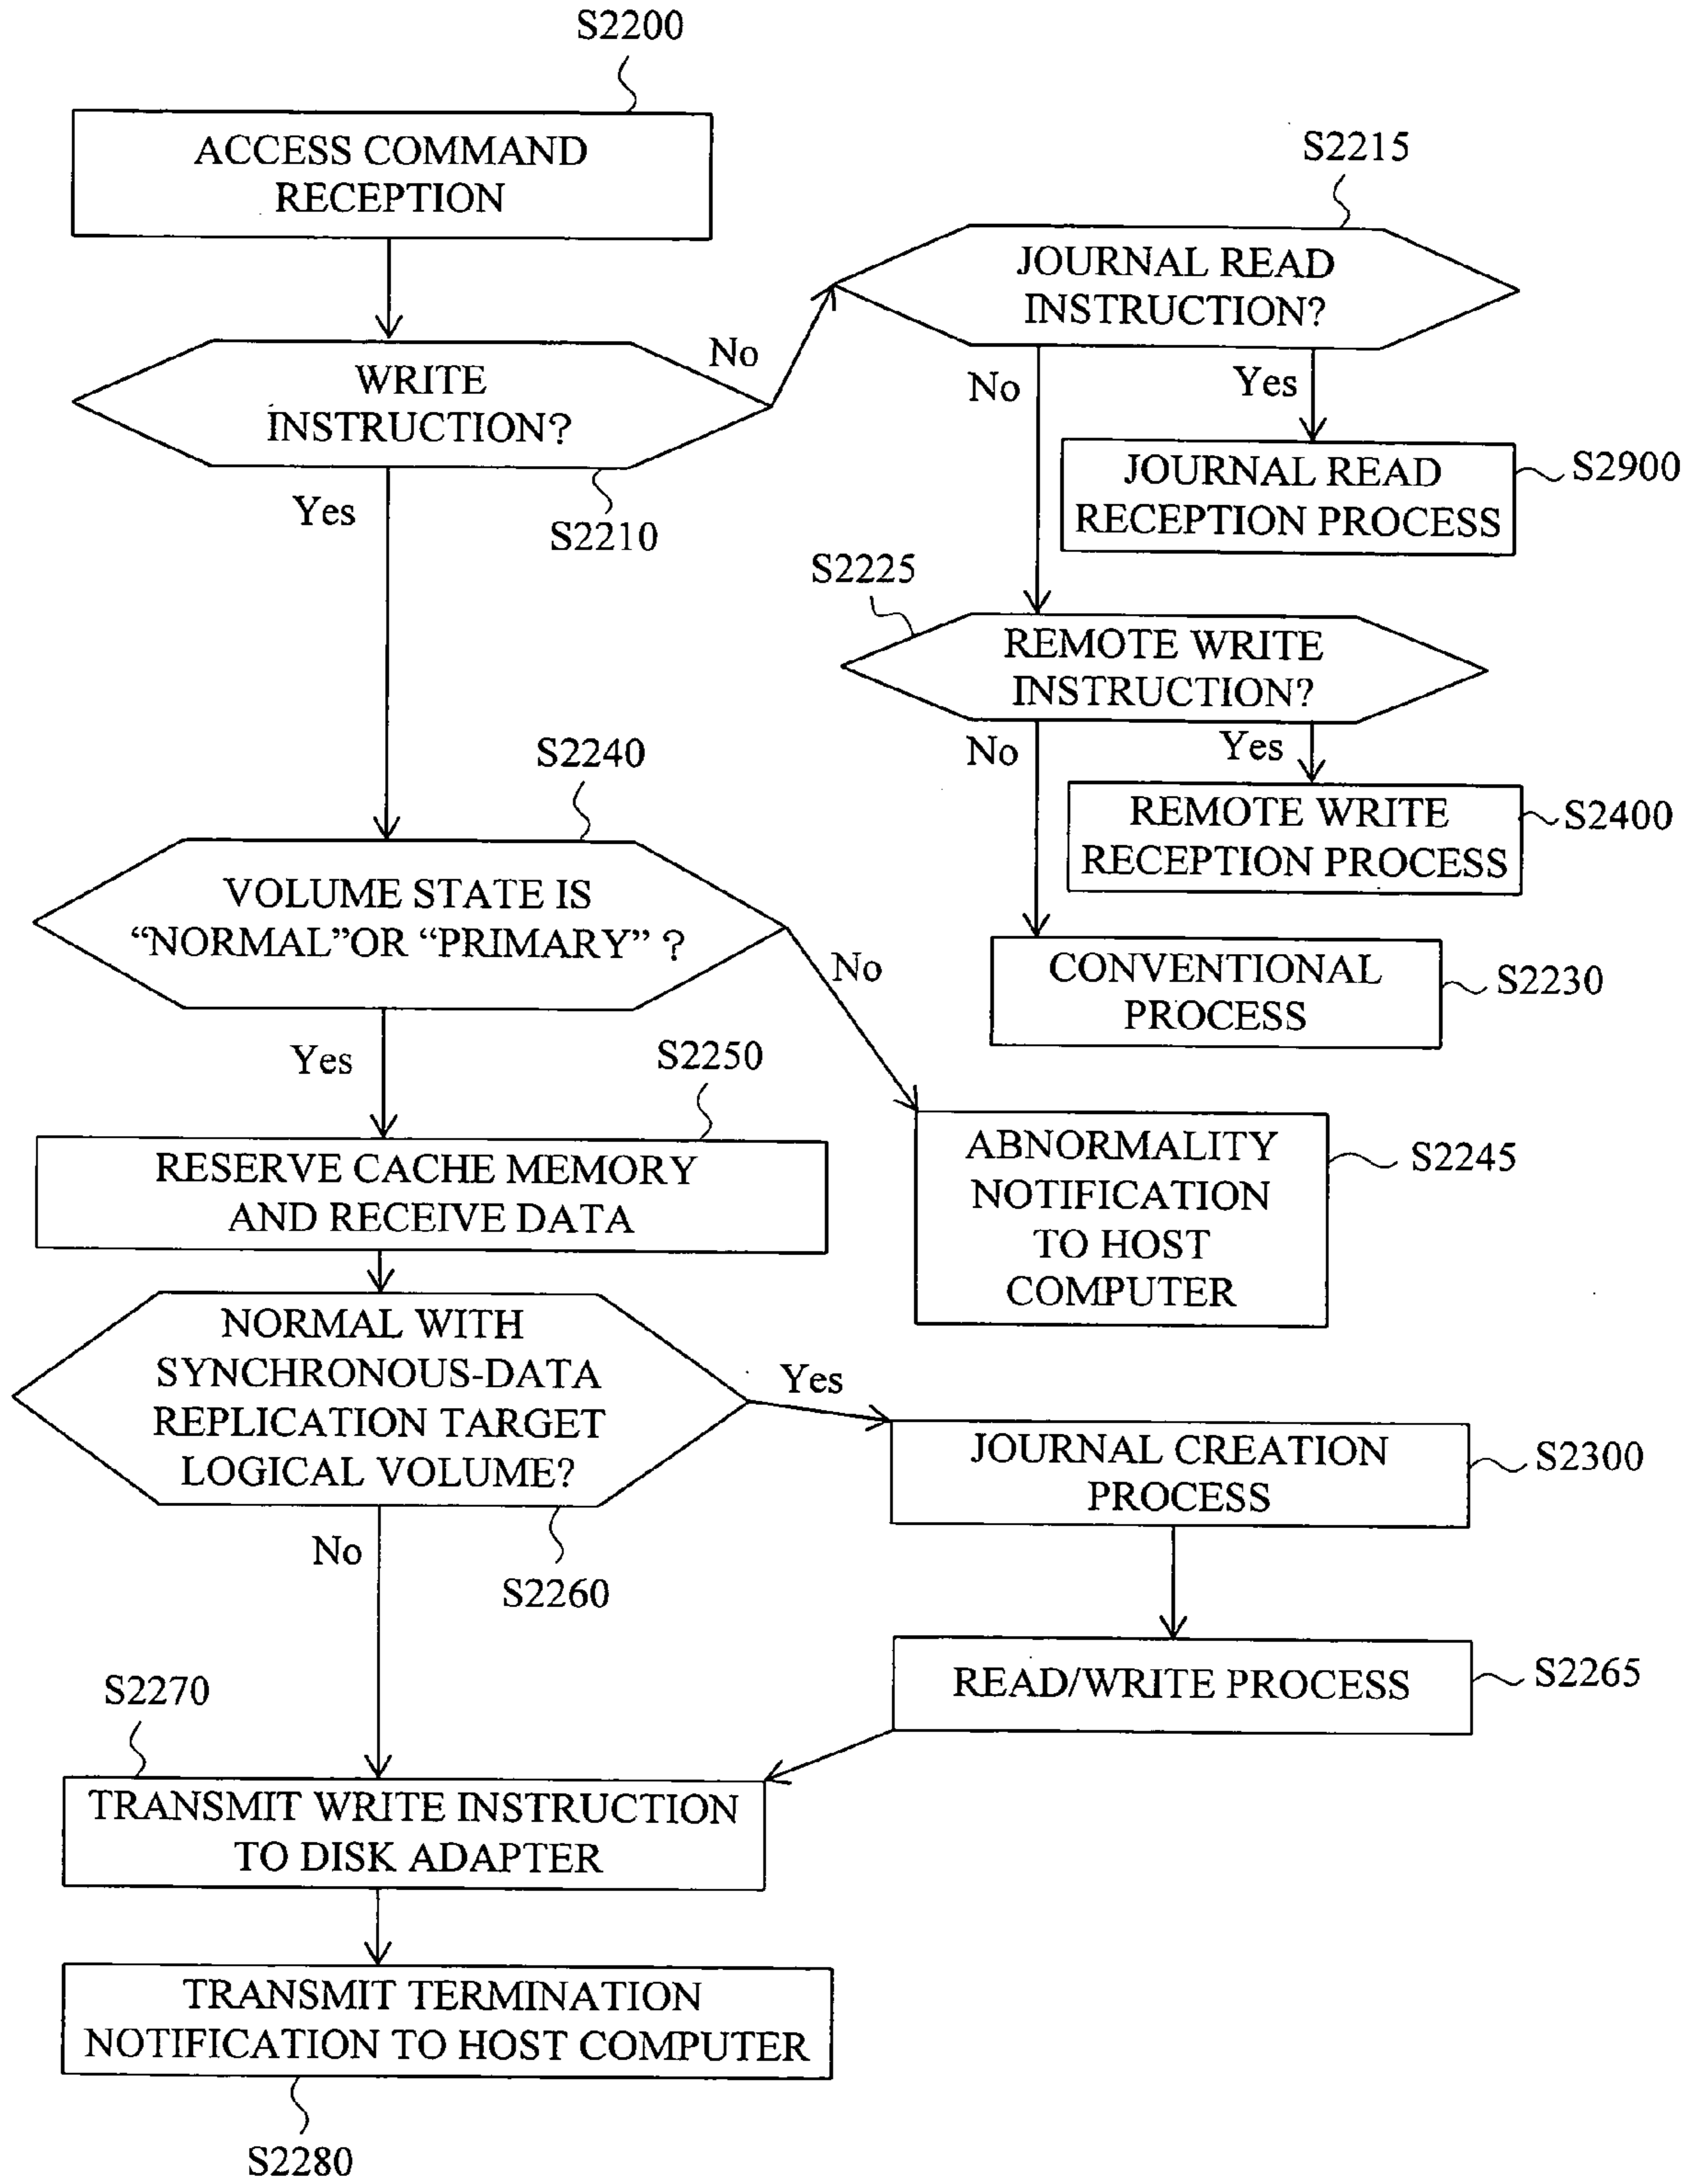 S2200
ACCESS COMMAND
RECEPTION
S2215
JOURNAL READ
INSTRUCTION?
No
WRITE
INSTRUCTION?
No
Yes
JOURNAL READ
RECEPTION PROCESS
S2900
Yes
S2210
S2225
REMOTE WRITE
INSTRUCTION?
No
Yes
S2240
REMOTE WRITE
RECEPTION PROCESS
S2400
VOLUME STATE IS
“NORMAL”OR “PRIMARY” ?
No
CONVENTIONAL
PROCESS
S2230
Yes
S2250
RESERVE CACHE MEMORY
AND RECEIVE DATA
ABNORMALITY
NOTIFICATION
TO HOST
COMPUTER
S2245
NORMAL WITH
SYNCHRONOUS-DATA
REPLICATION TARGET
LOGICAL VOLUME?
Yes
JOURNAL CREATION
PROCESS
S2300
No
S2260
READ/WRITE PROCESS
S2265
S2270
TRANSMIT WRITE INSTRUCTION
TO DISK ADAPTER
TRANSMIT TERMINATION
NOTIFICATION TO HOST COMPUTER
S2280